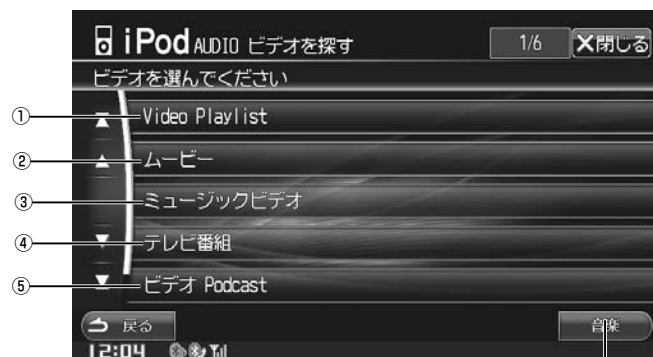 iPod AUDIO ビデオを探す 1/6 ×閉じる
ビデオを選んでください
① Video Playlist
② ムービー
③ ミュージックビデオ
④ テレビ番組
⑤ ビデオ Podcast
戻る 音楽
12:04